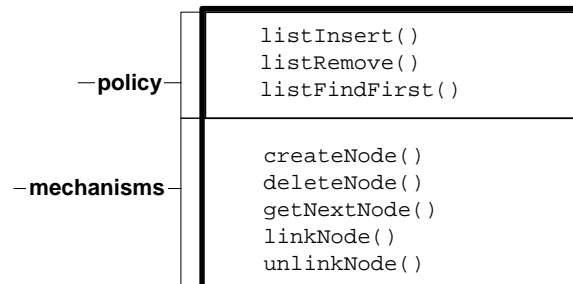 listInsert()
listRemove()
policy
listFindFirst()
createNode()
deleteNode()
mechanisms
getNextNode()
linkNode()
unlinkNode()